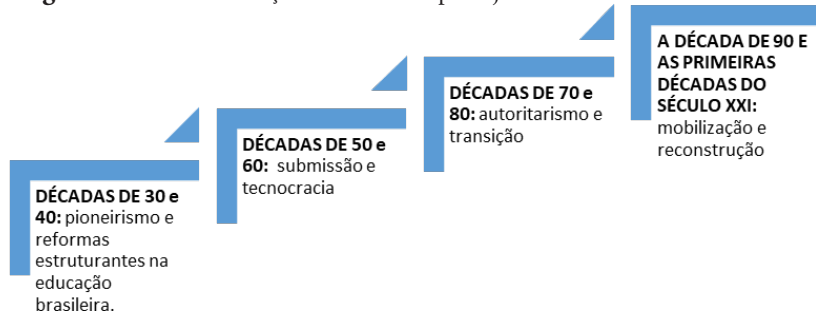 DÉCADAS DE 30 e
40: pioneirismo e
reformas
estruturantes na
educação
brasileira.
DÉCADAS DE 50 e
60: submissão e
tecnocracia
DÉCADAS DE 70 e
80: autoritarismo e
transição
A DÉCADA DE 90 E
AS PRIMEIRAS
DÉCADAS DO
SÉCULO XXI:
mobilização e
reconstrução